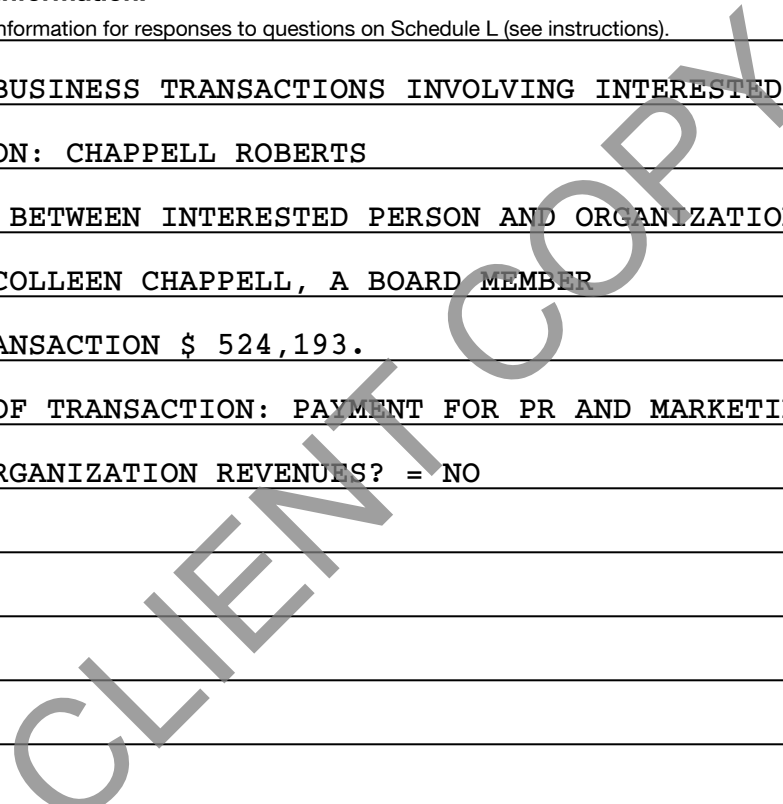 nformation for responses to questions on Schedule L (see instructions).
BUSINESS TRANSACTIONS INVOLVING INTERESTED
ON: CHAPPELL ROBERTS
BETWEEN INTERESTED PERSON AND ORGANIZATIO
COLLEEN CHAPPELL, A BOARD MEMBER
ANSACTION $ 524,193.
OF TRANSACTION: PAYMENT FOR PR AND MARKETI
RGANIZATION REVENUES? = NO
CLIENT COPY